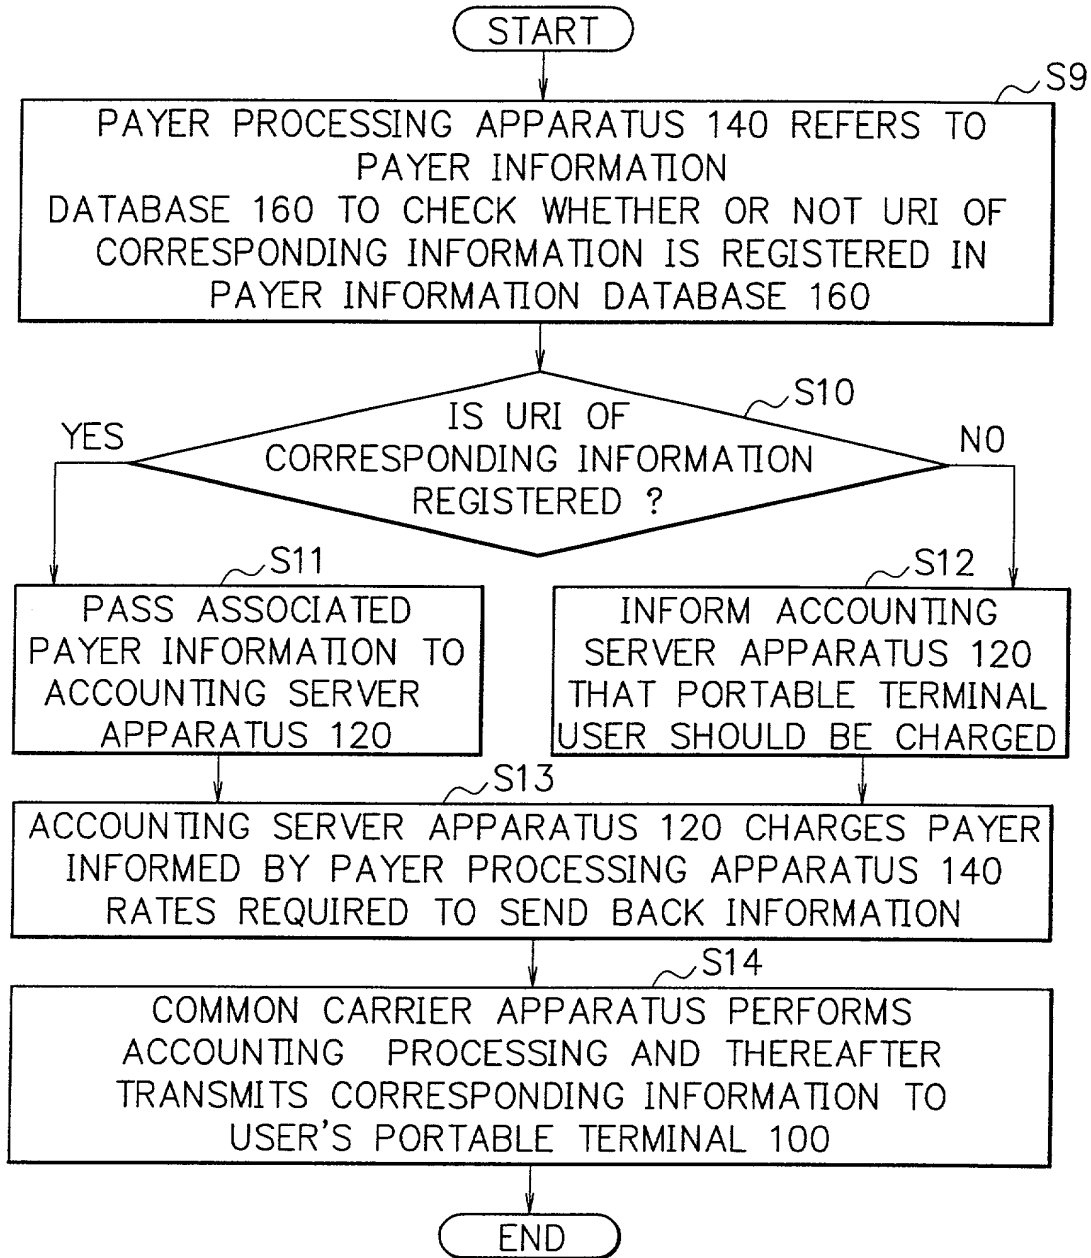 START
S9
PAYER PROCESSING APPARATUS 140 REFERS TO
PAYER INFORMATION
DATABASE 160 TO CHECK WHETHER OR NOT URI OF
CORRESPONDING INFORMATION IS REGISTERED IN
PAYER INFORMATION DATABASE 160
S10
IS URI OF
CORRESPONDING INFORMATION
REGISTERED ?
YES
NO
S11
PASS ASSOCIATED
PAYER INFORMATION TO
ACCOUNTING SERVER
APPARATUS 120
S12
INFORM ACCOUNTING
SERVER APPARATUS 120
THAT PORTABLE TERMINAL
USER SHOULD BE CHARGED
S13
ACCOUNTING SERVER APPARATUS 120 CHARGES PAYER
INFORMED BY PAYER PROCESSING APPARATUS 140
RATES REQUIRED TO SEND BACK INFORMATION
S14
COMMON CARRIER APPARATUS PERFORMS
ACCOUNTING PROCESSING AND THEREAFTER
TRANSMITS CORRESPONDING INFORMATION TO
USER'S PORTABLE TERMINAL 100
END